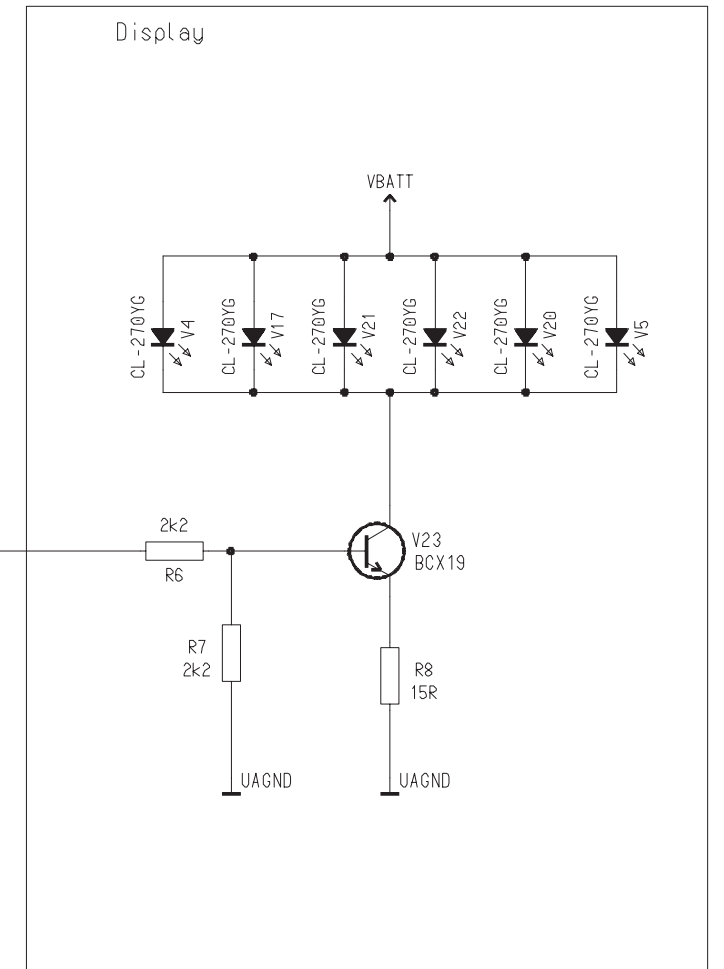 Display
VBATT
CL-270YG
V4
CL-270YG
V17
CL-270YG
V21
CL-270YG
V22
CL-270YG
V20
CL-270YG
V5
2k2
R6
V23
BCX19
R7
2k2
R8
15R
UAGND
UAGND